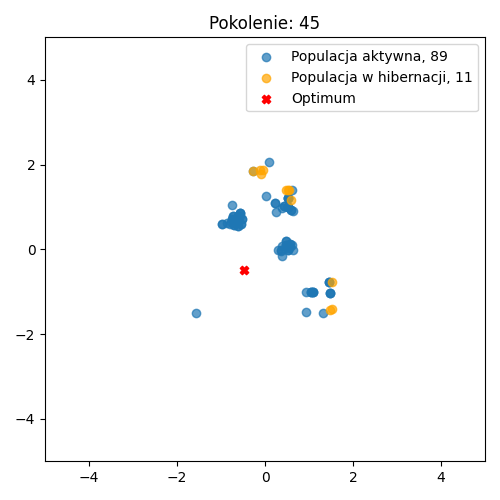 Pokolenie: 45
Populacja aktywna, 89
Populacja w hibernacji, 11
Optimum
4
2
0
−2
−4
−4
−2
0
2
4